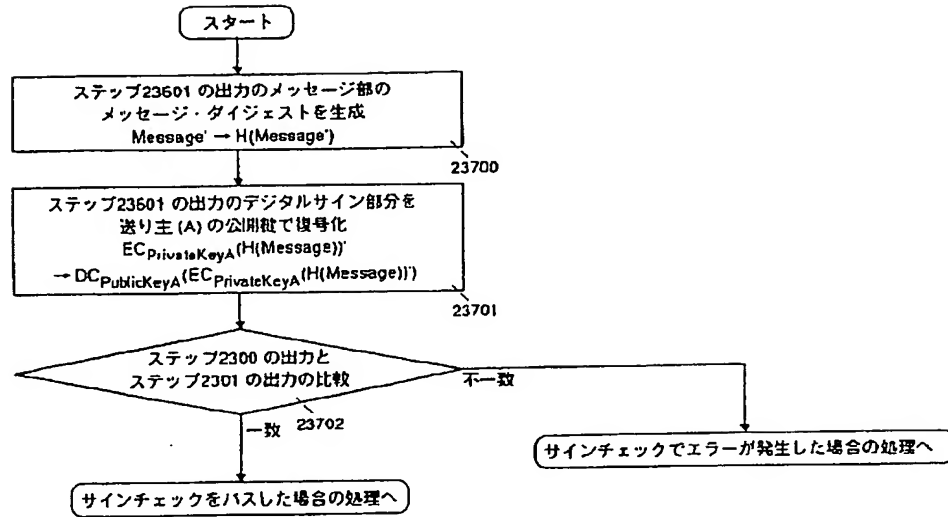 スタート
ステップ23601 の出力のメッセージ部の
メッセージ・ダイジェストを生成
Message' → H(Message')
23700
ステップ23601 の出力のデジタルサイン部分を
送り主 (A) の公開鍵で復号化
ECPrivateKeyA(H(Message))'
→ DCPublicKeyA(ECPrivateKeyA(H(Message))')
23701
ステップ2300 の出力と
ステップ2301 の出力の比較
不一致
23702
一致
サインチェックでエラーが発生した場合の処理へ
サインチェックをパスした場合の処理へ